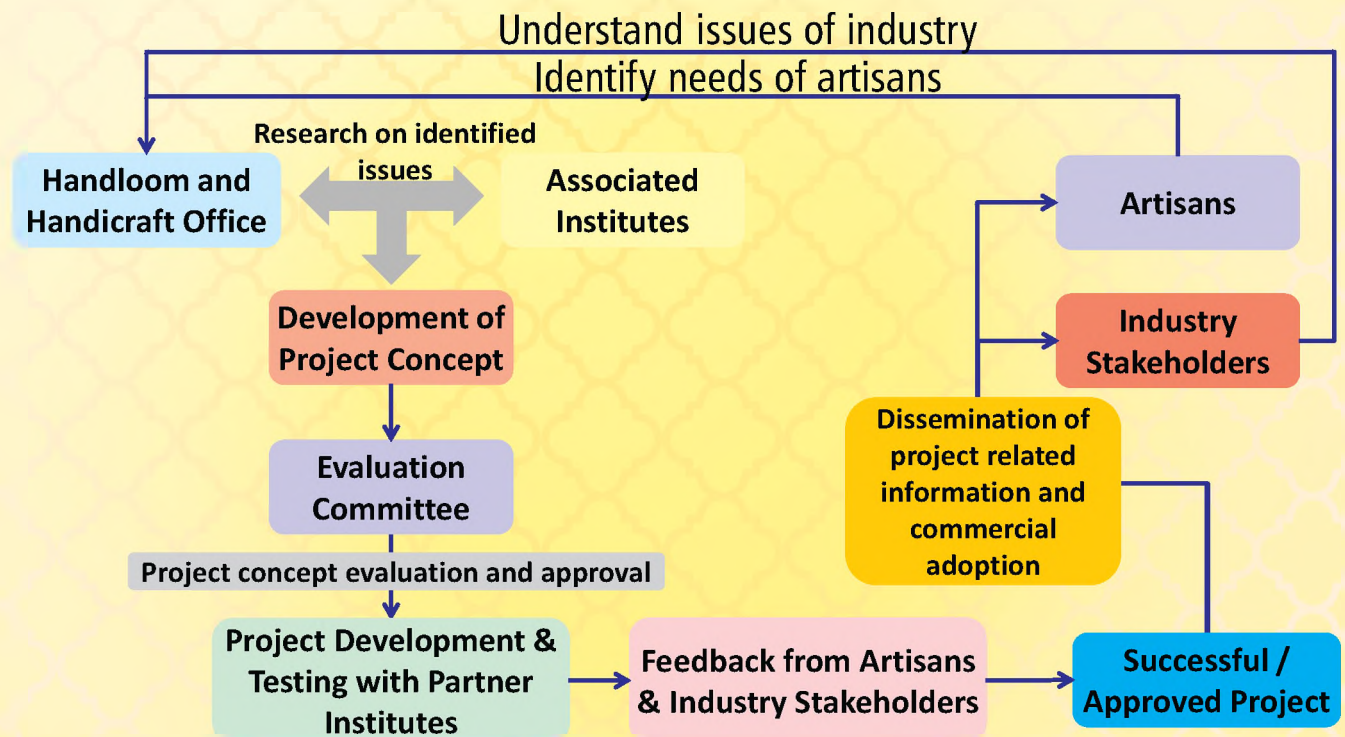 Understand issues of industry
Identify needs of artisans
Research on identified
issues
Handloom and
Handicraft Office
Associated
Institutes
Artisans
Development of
Project Concept
Industry
Stakeholders
Evaluation
Committee
Dissemination of
project related
information and
commercial
adoption
Project concept evaluation and approval
Project Development &
Testing with Partner
Institutes
Feedback from Artisans
& Industry Stakeholders
Successful /
Approved Project